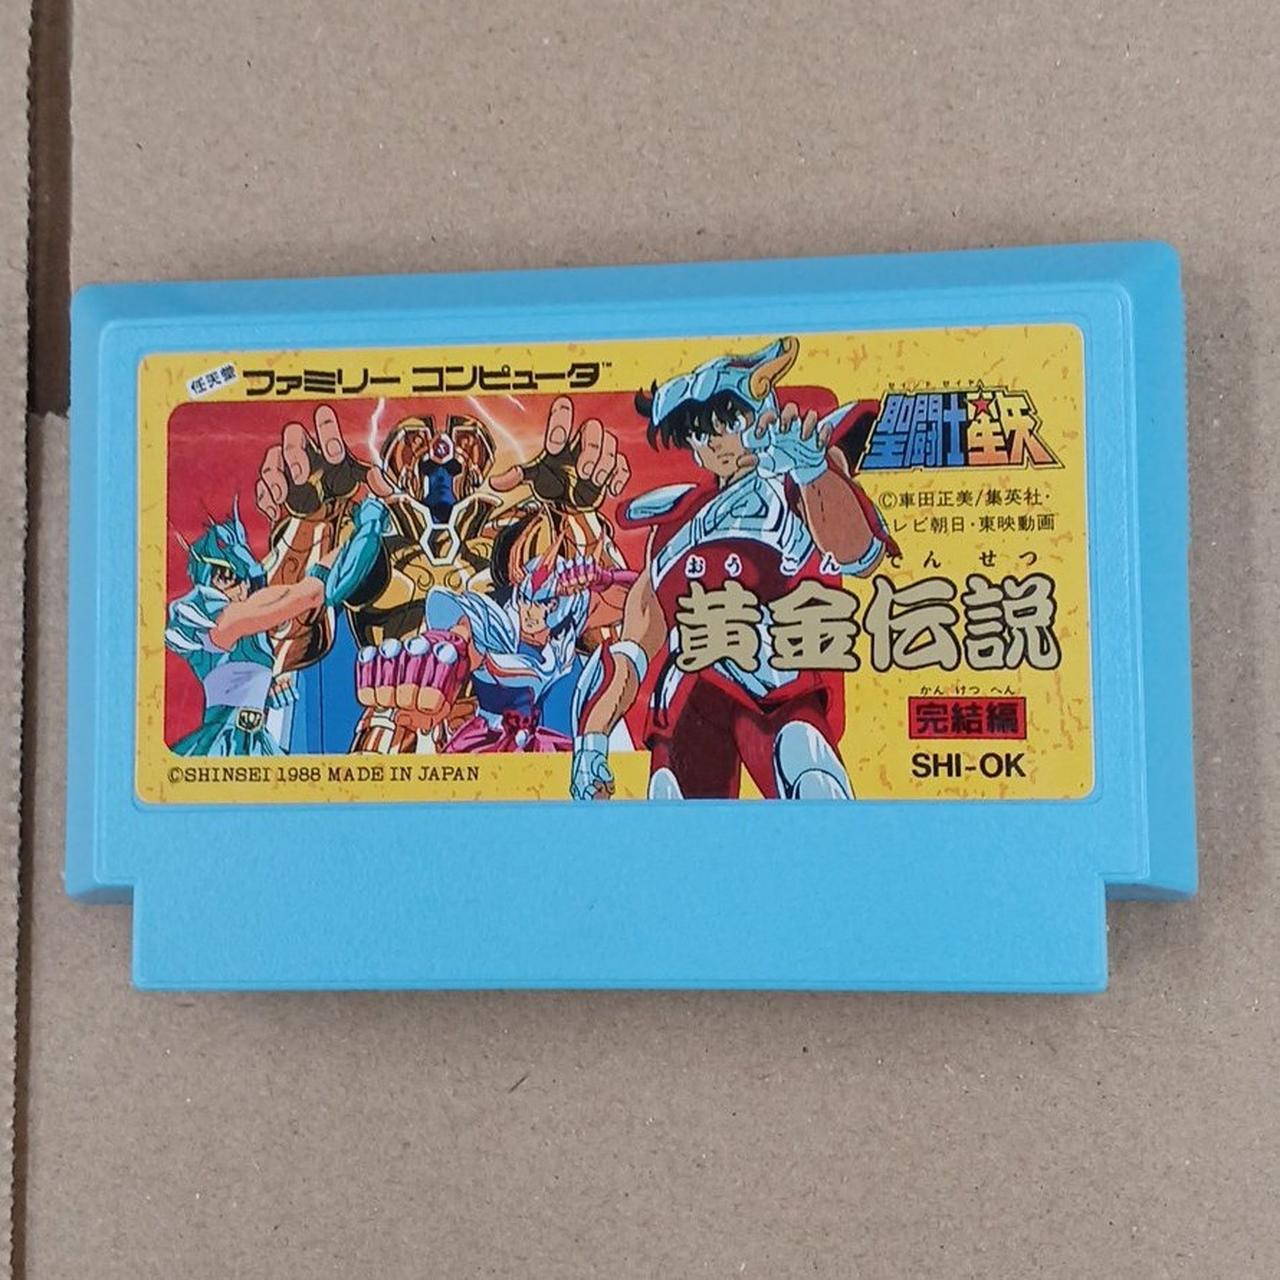 任天堂 ファミリー コンピュータ™
セイント セイヤ
聖闘士星矢
©車田正美/集英社・
テレビ朝日・東映動画
おうごんでんせつ
黄金伝説
かんけつへん
完結編
SHI-OK
©SHINSEI 1988 MADE IN JAPAN